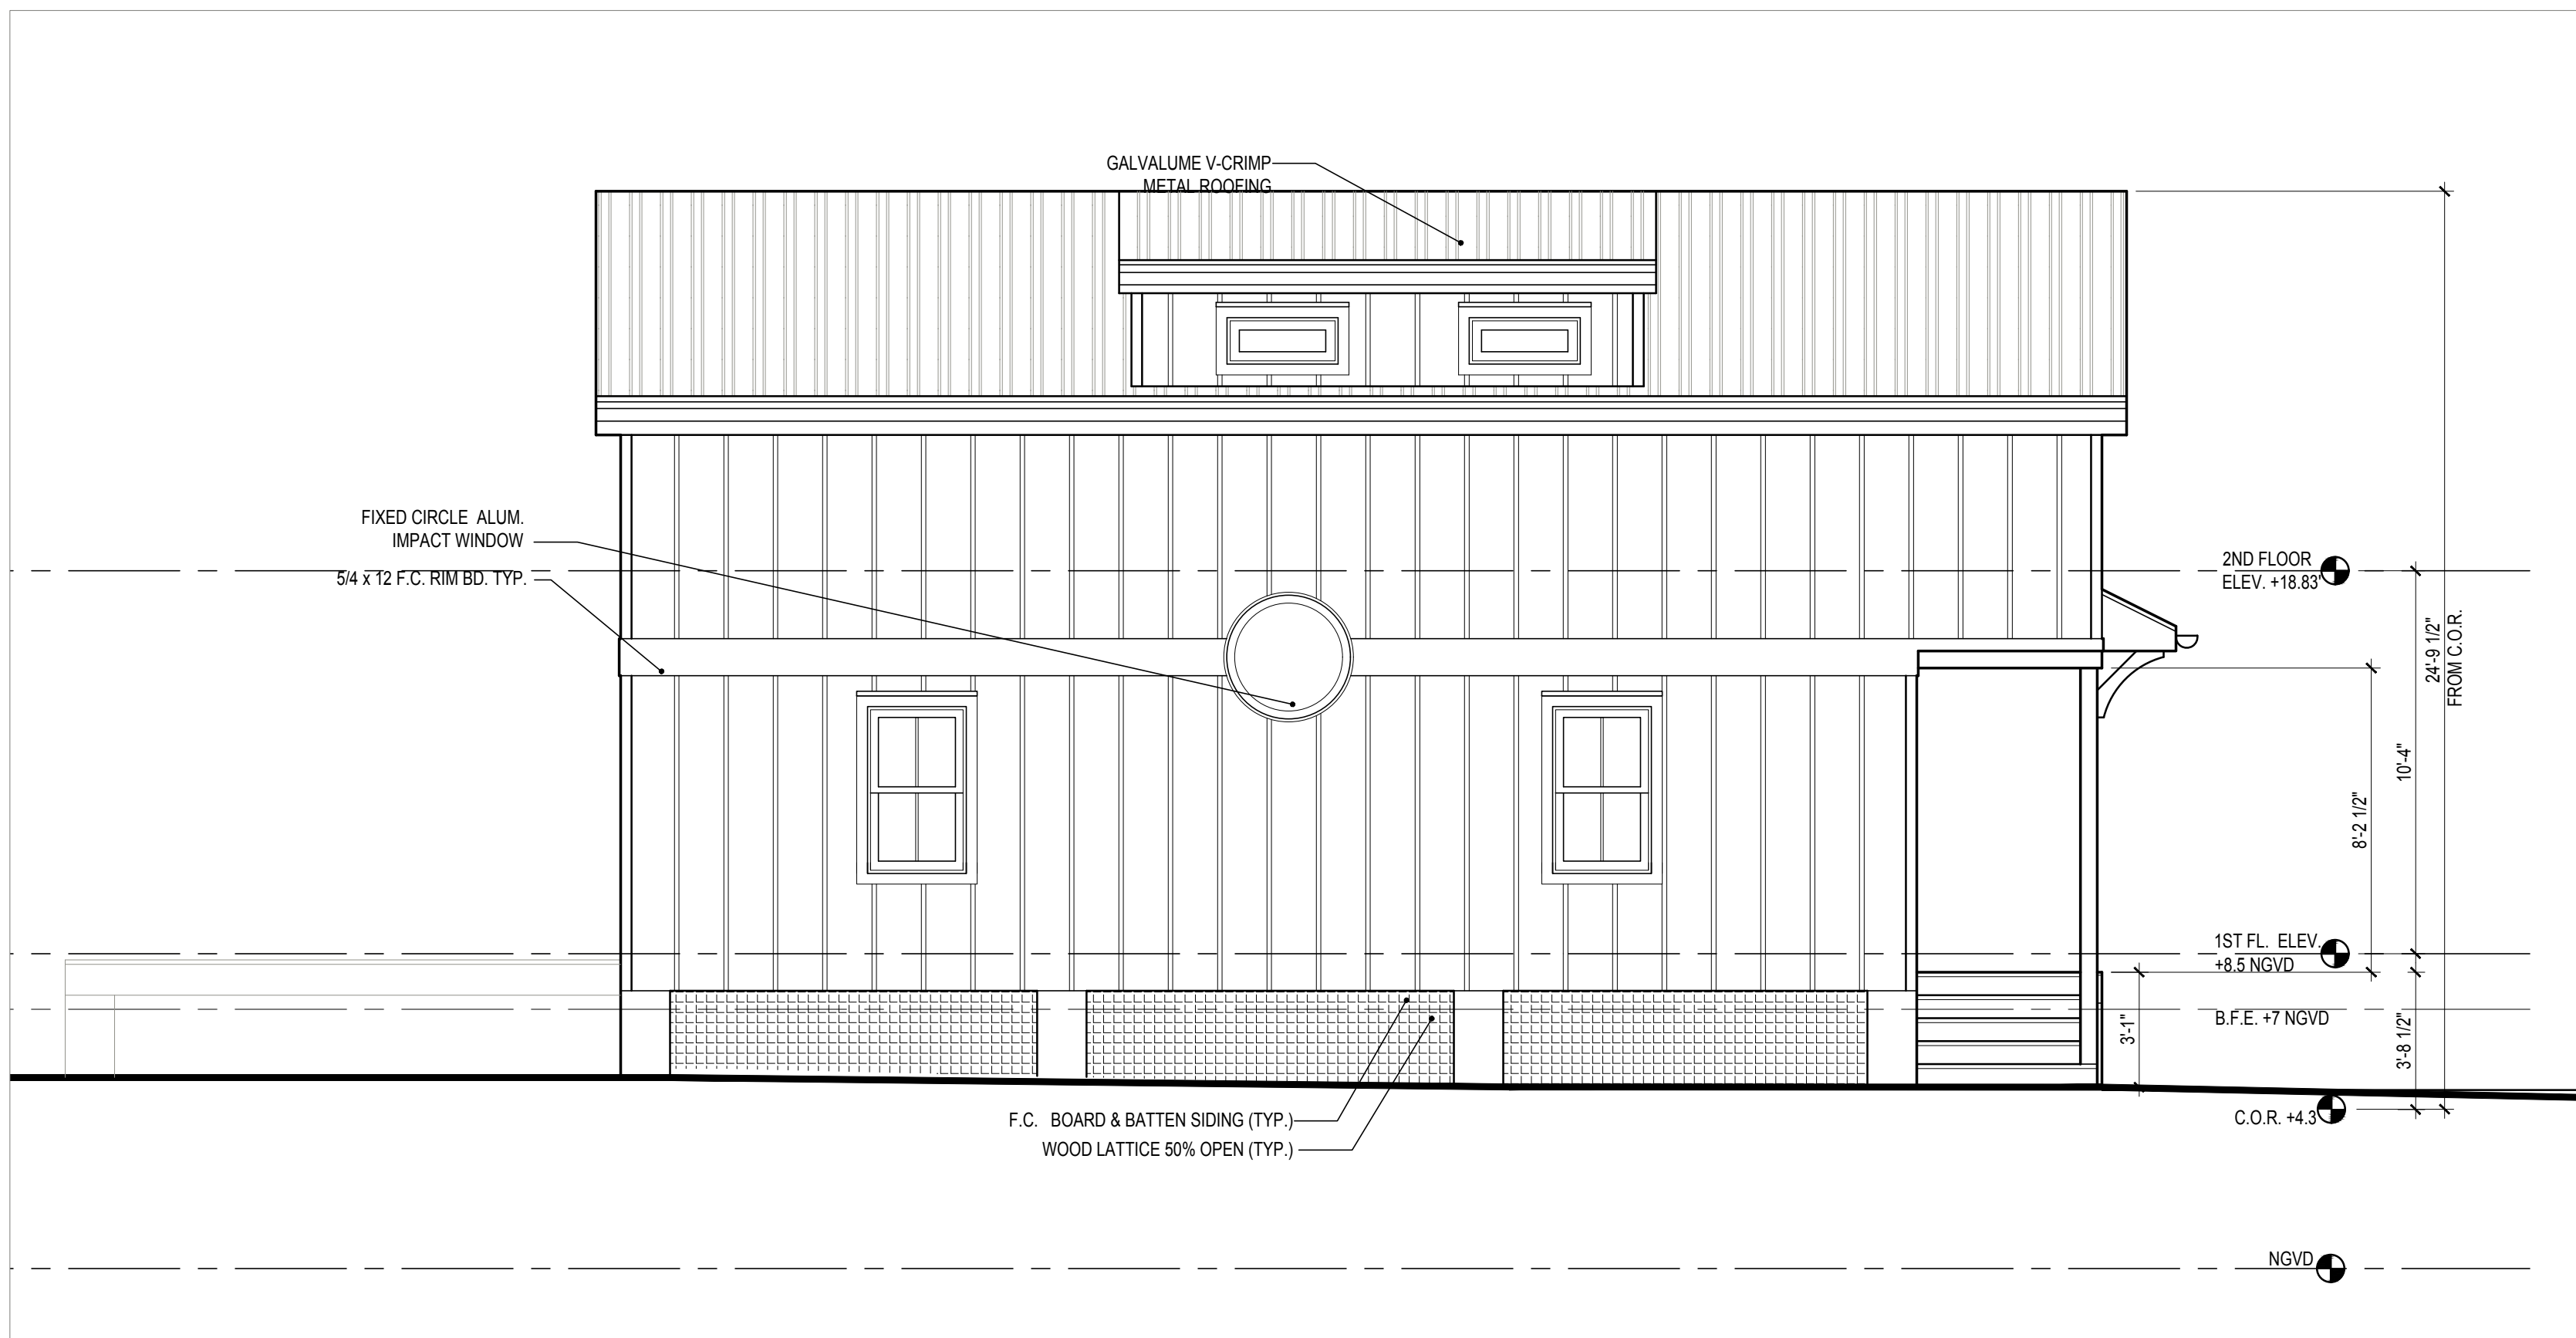 GALVALUME V-CRIMP
METAL ROOFING
FIXED CIRCLE  ALUM.
IMPACT WINDOW
5/4 x 12 F.C. RIM BD. TYP.
2ND FLOOR
ELEV. +18.83'
24'-9 1/2"
FROM C.O.R.
10'-4"
8'-2 1/2"
1ST FL.  ELEV.
+8.5 NGVD
B.F.E. +7 NGVD
3'-1"
3'-8 1/2"
F.C.   BOARD & BATTEN SIDING (TYP.)
WOOD LATTICE 50% OPEN (TYP.)
C.O.R. +4.3
NGVD